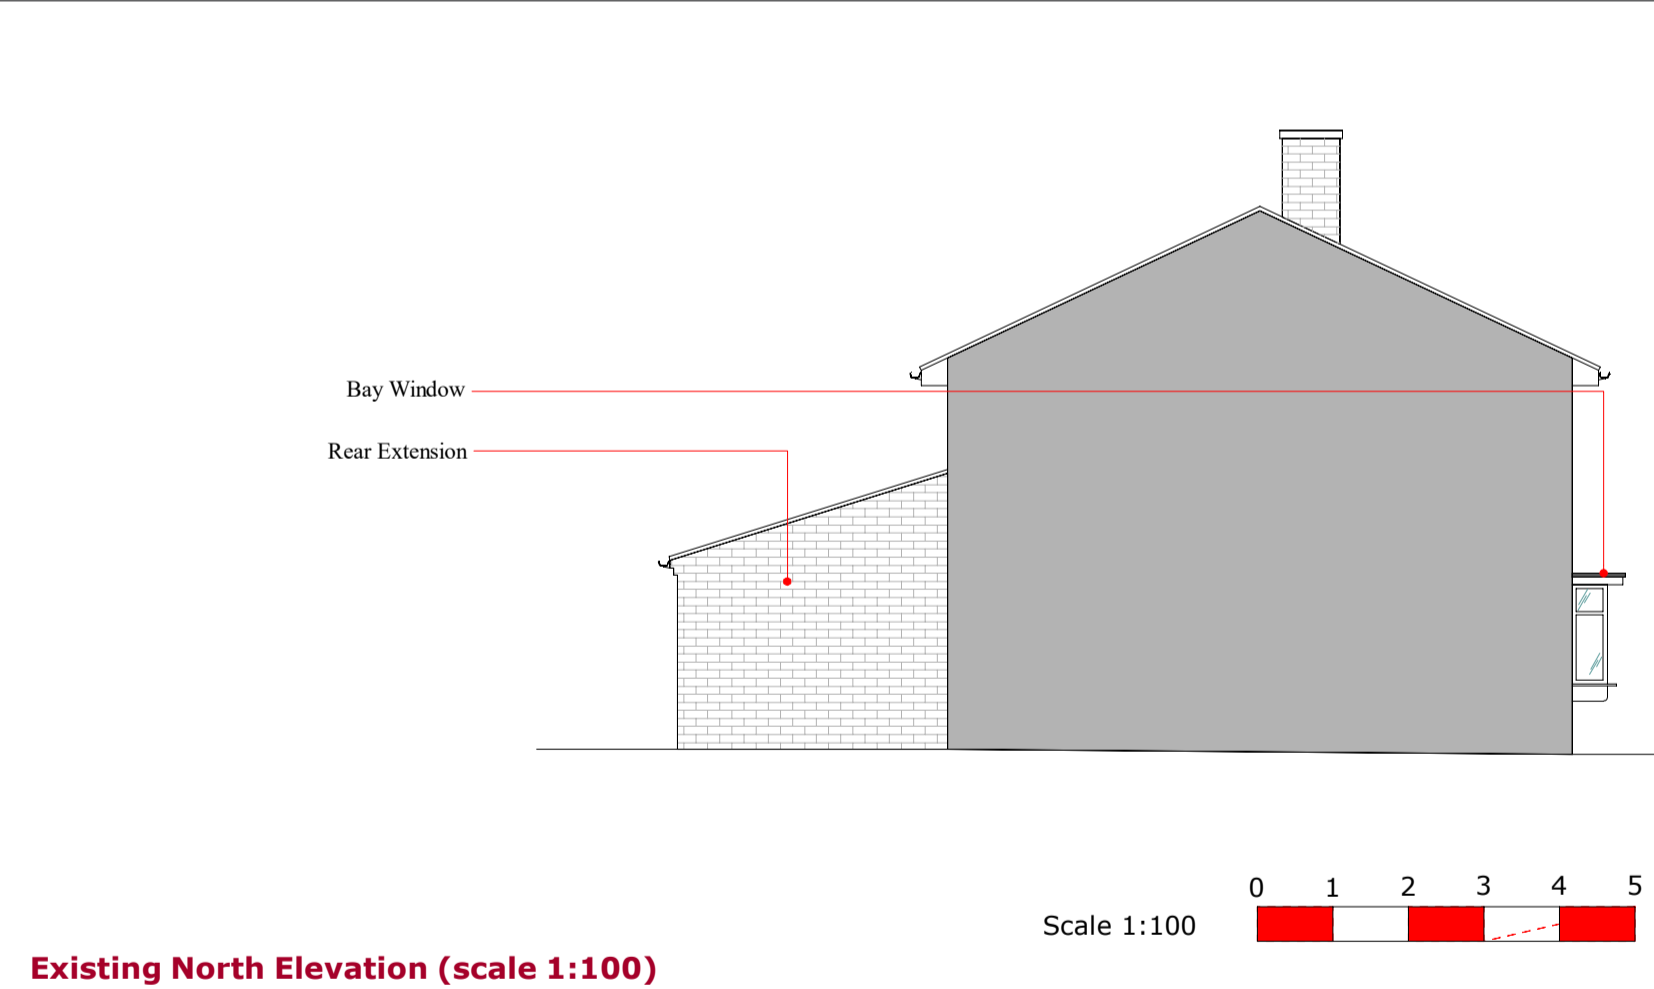 Bay Window
Rear Extension
0 1 2 3 4 5
Scale 1:100
Existing North Elevation (scale 1:100)